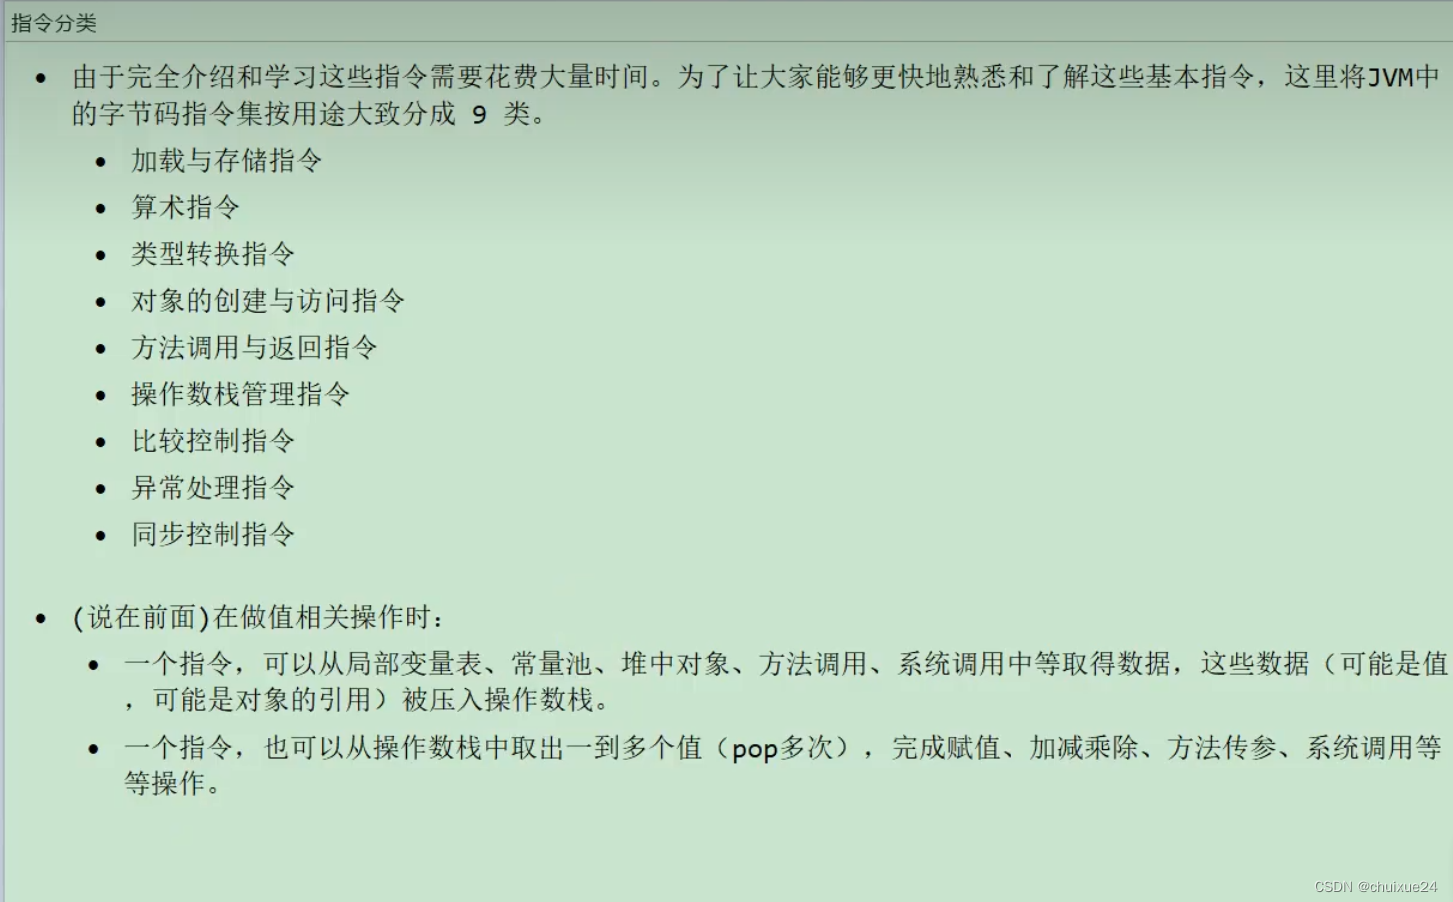 指令分类
• 由于完全介绍和学习这些指令需要花费大量时间。为了让大家能够更快地熟悉和了解这些基本指令，这里将JVM中
的字节码指令集按用途大致分成 9 类。
• 加载与存储指令
• 算术指令
• 类型转换指令
• 对象的创建与访问指令
• 方法调用与返回指令
• 操作数栈管理指令
• 比较控制指令
• 异常处理指令
• 同步控制指令
• (说在前面)在做值相关操作时：
• 一个指令，可以从局部变量表、常量池、堆中对象、方法调用、系统调用中等取得数据，这些数据（可能是值
，可能是对象的引用）被压入操作数栈。
• 一个指令，也可以从操作数栈中取出一到多个值（pop多次），完成赋值、加减乘除、方法传参、系统调用等
等操作。
CSDN @chuixue24